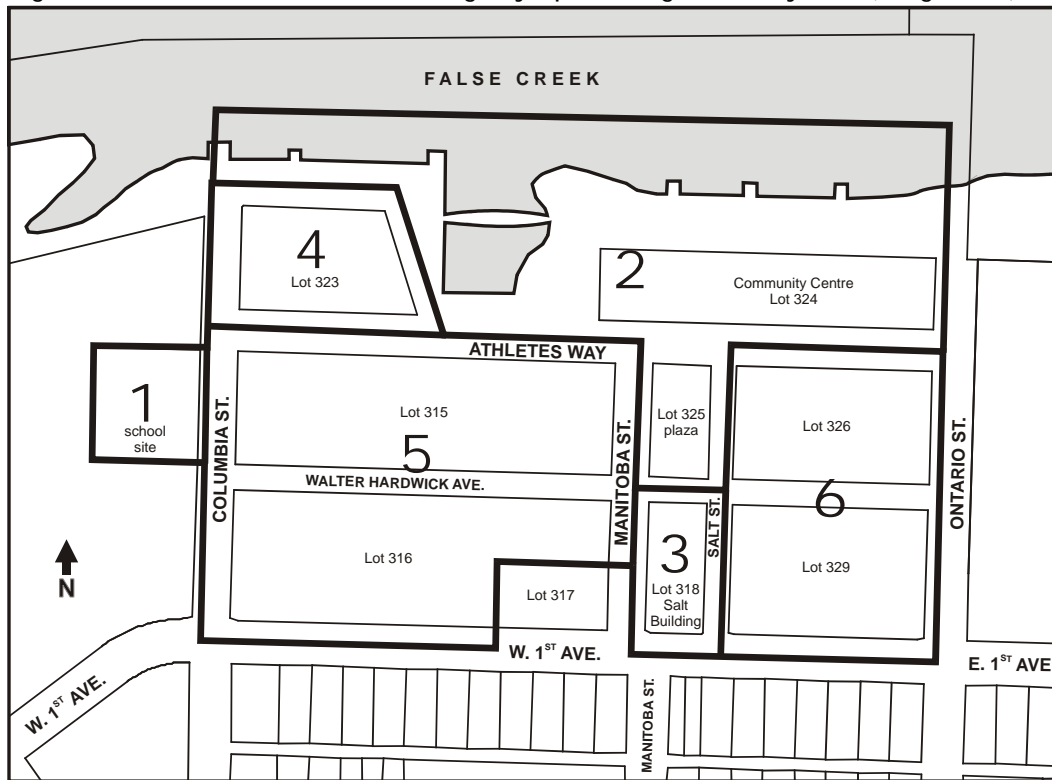 FALSE CREEK
4
Lot 323
2
Community Centre
Lot 324
ATHLETES WAY
1
school
site
COLUMBIA ST.
Lot 315
5
WALTER HARDWICK AVE.
MANITOBA ST.
Lot 325
plaza
Lot 326
6
ONTARIO ST.
SALT ST.
Lot 316
3
Lot 318
Salt
Building
Lot 329
Lot 317
N
W. 1ST AVE.
E. 1ST AVE
W. 1ST AVE.
MANITOBA ST.